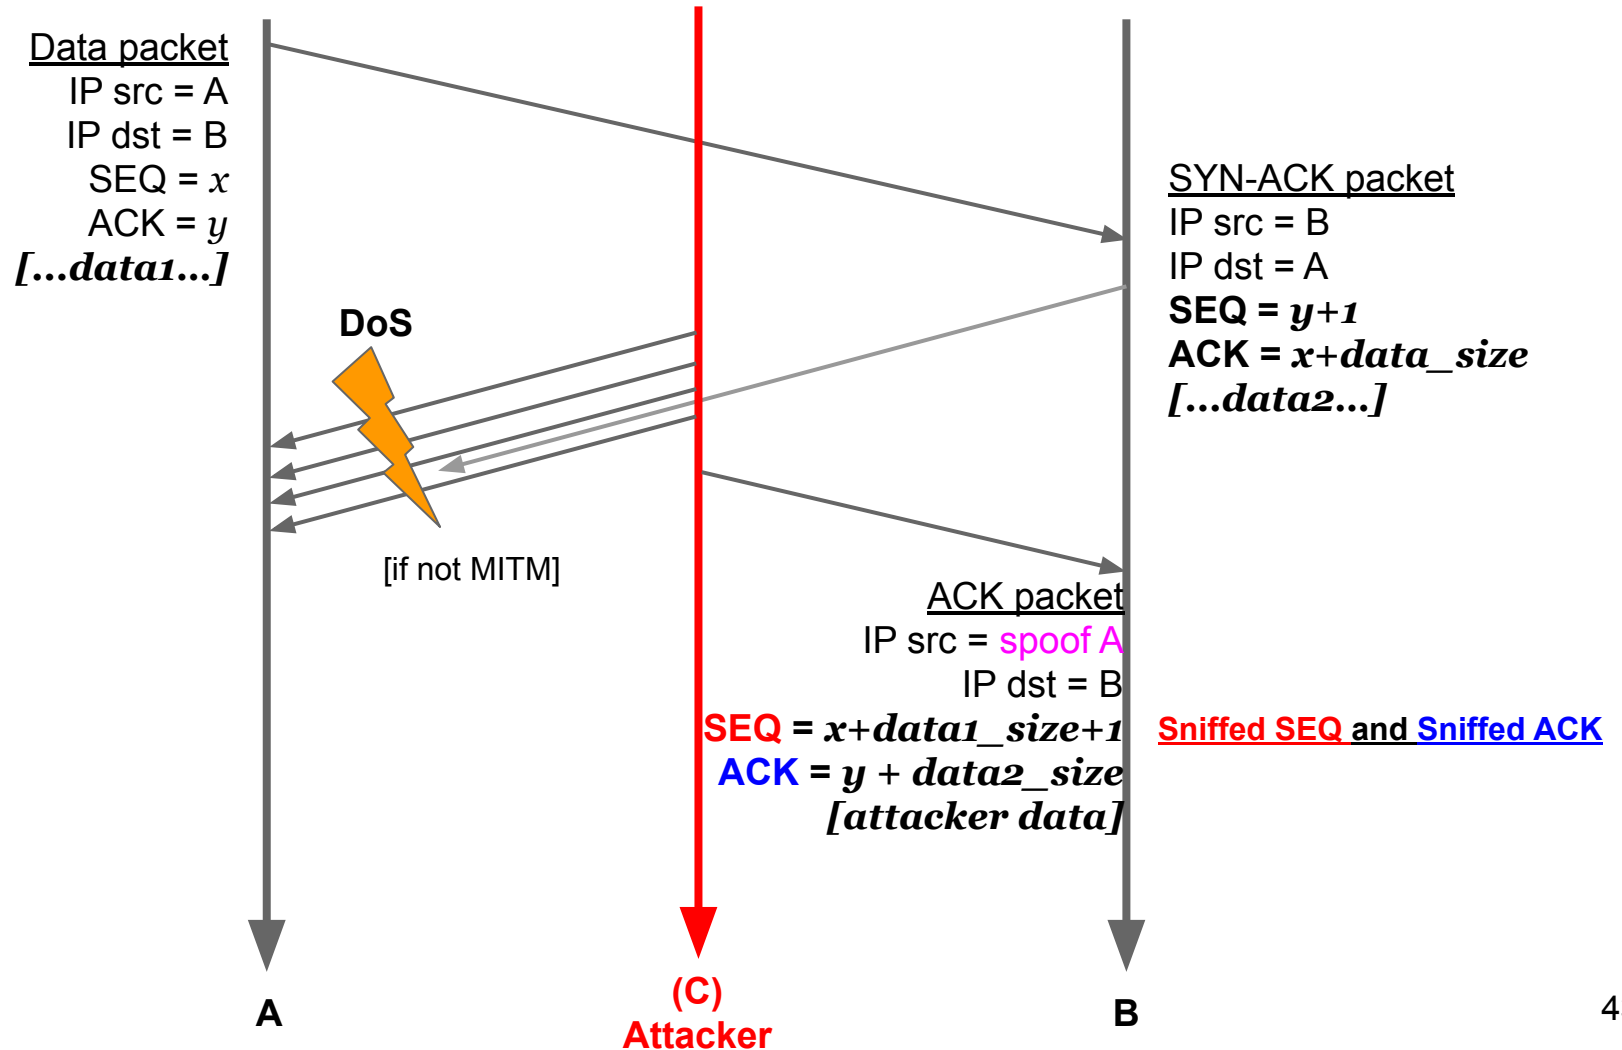 Data packet
IP src = A
IP dst = B
SEQ = x
ACK = y
[...data1...]
SYN-ACK packet
IP src = B
IP dst = A
SEQ = y+1
ACK = x+data_size
[...data2...]
DoS
[if not MITM]
ACK packet
IP src = spoof A
IP dst = B
SEQ = x+data1_size+1
ACK = y + data2_size
[attacker data]
Sniffed SEQ and Sniffed ACK
A
(C)
Attacker
B
4